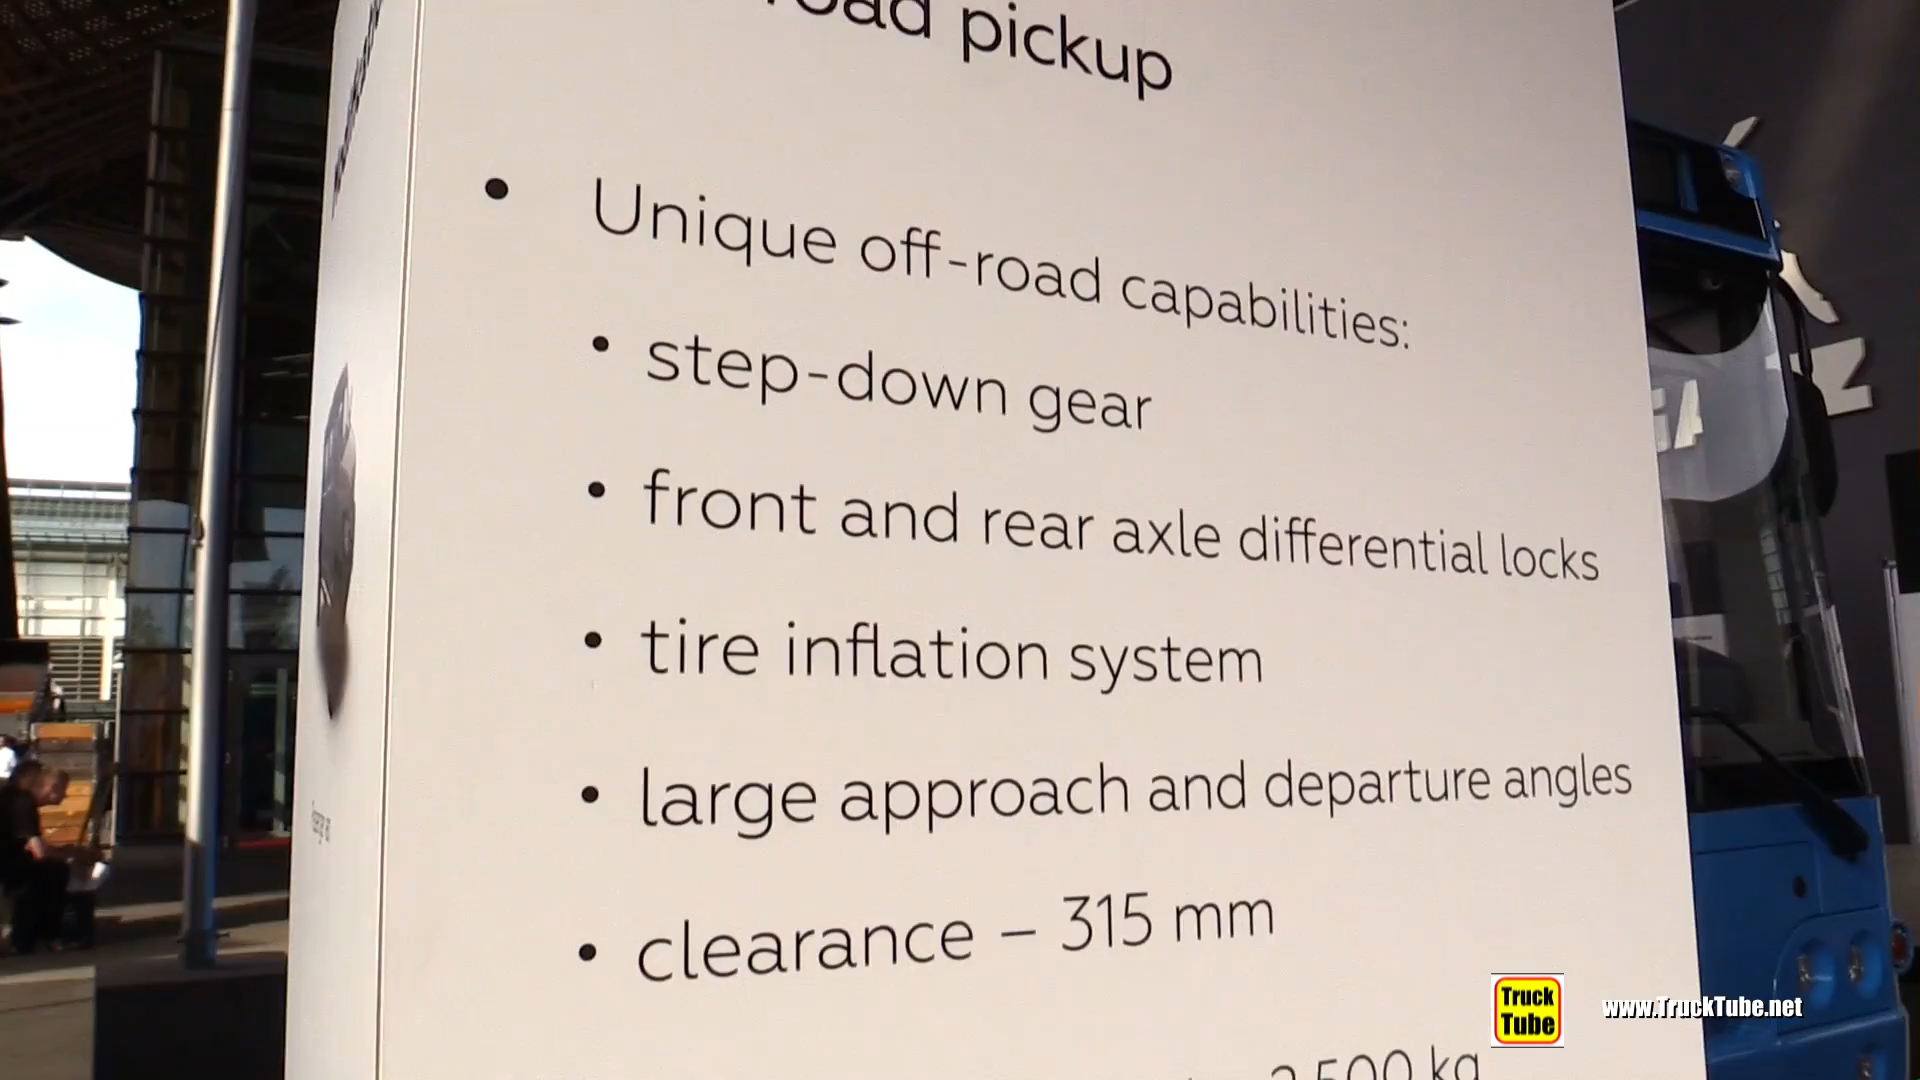 pickup
• Unique off-road capabilities:
• step-down gear
• front and rear axle differential locks
• tire inflation system
• large approach and departure angles
• clearance – 315 mm
kg
Truck
Tube
www.TruckTube.net